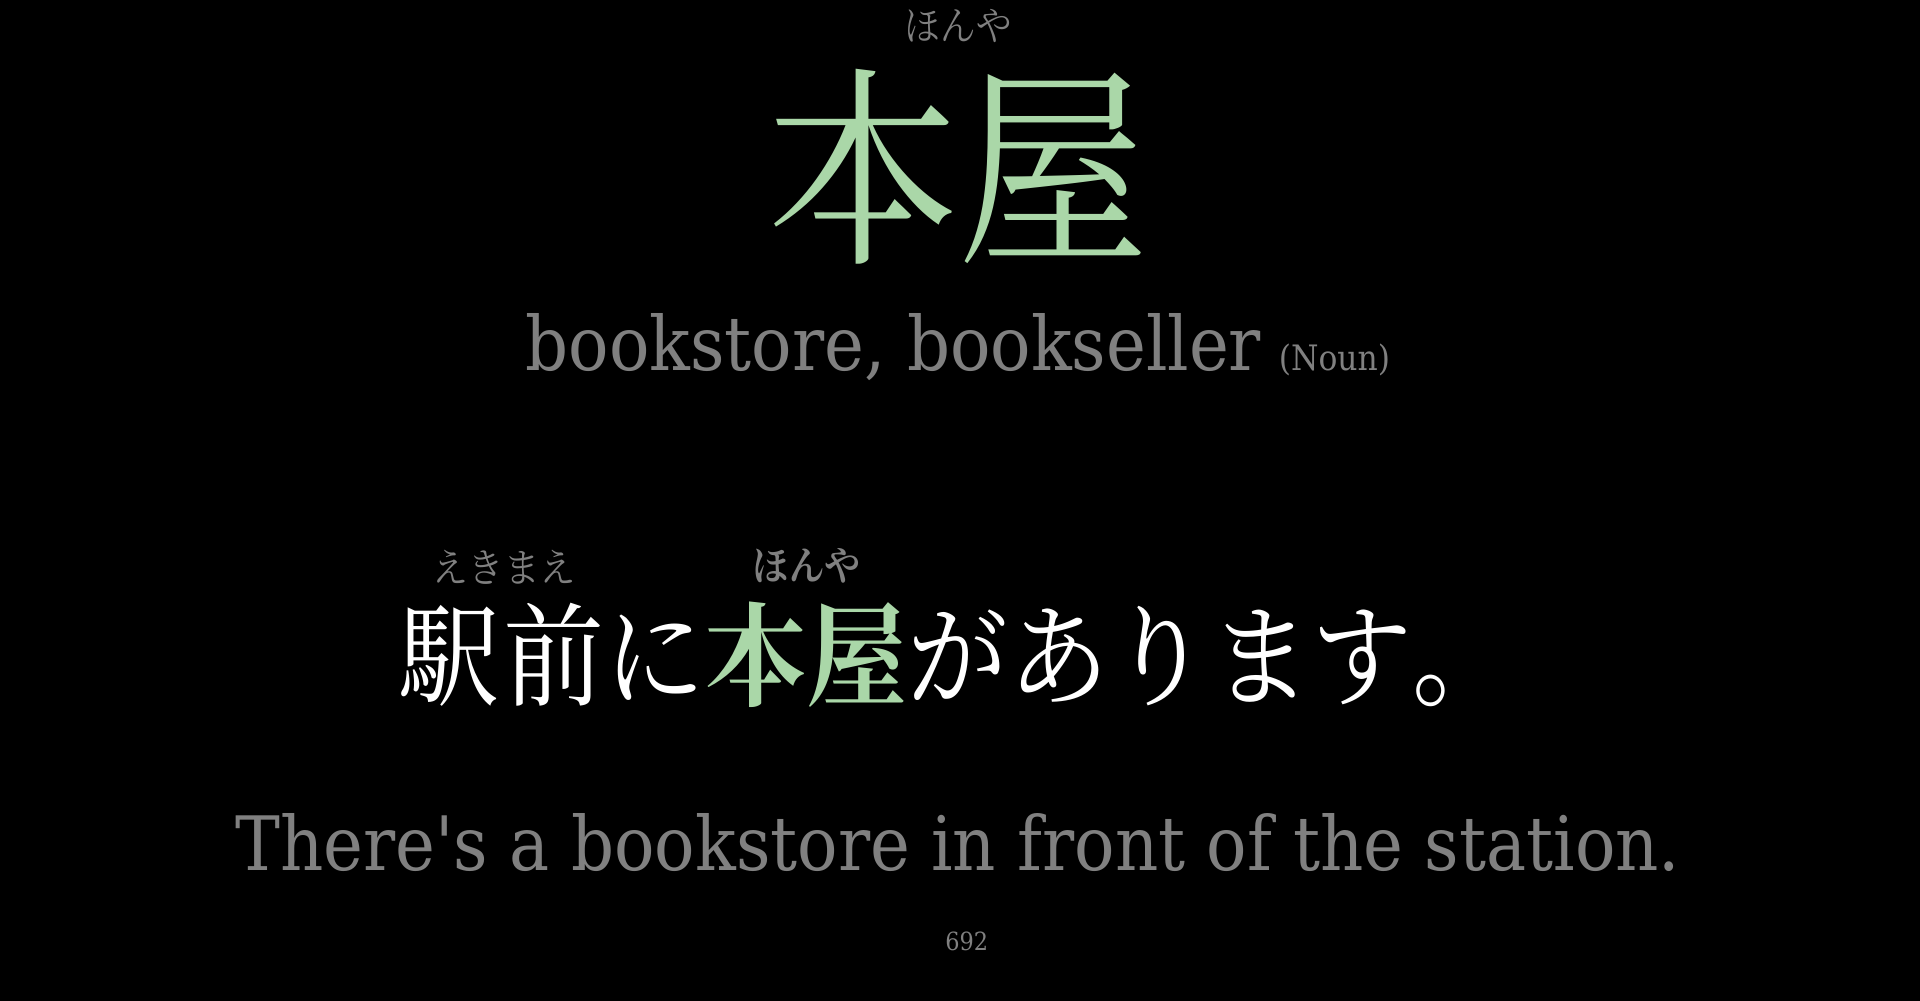 ほんや
本屋
bookstore, bookseller (Noun)
えきまえ ほんや
駅前に本屋があります。
There's a bookstore in front of the station.
692